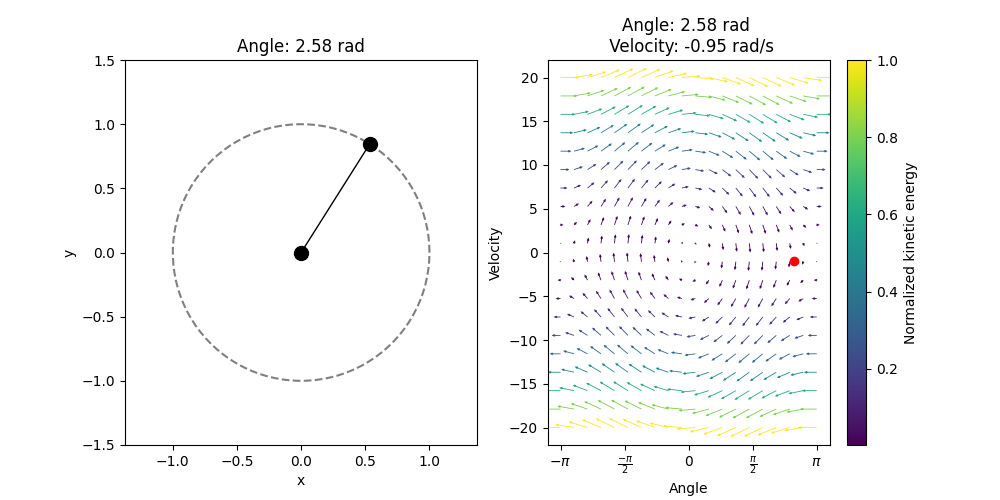 Angle: 2.58 rad
1.5
1.0
0.5
0.0
−0.5
−1.0
−1.5
y
−1.0
−0.5
0.0
0.5
1.0
x
Angle: 2.58 rad
Velocity: -0.95 rad/s
20
15
10
5
0
−5
−10
−15
−20
Velocity
−π
−π/2
0
π/2
π
Angle
1.0
0.8
0.6
0.4
0.2
Normalized kinetic energy